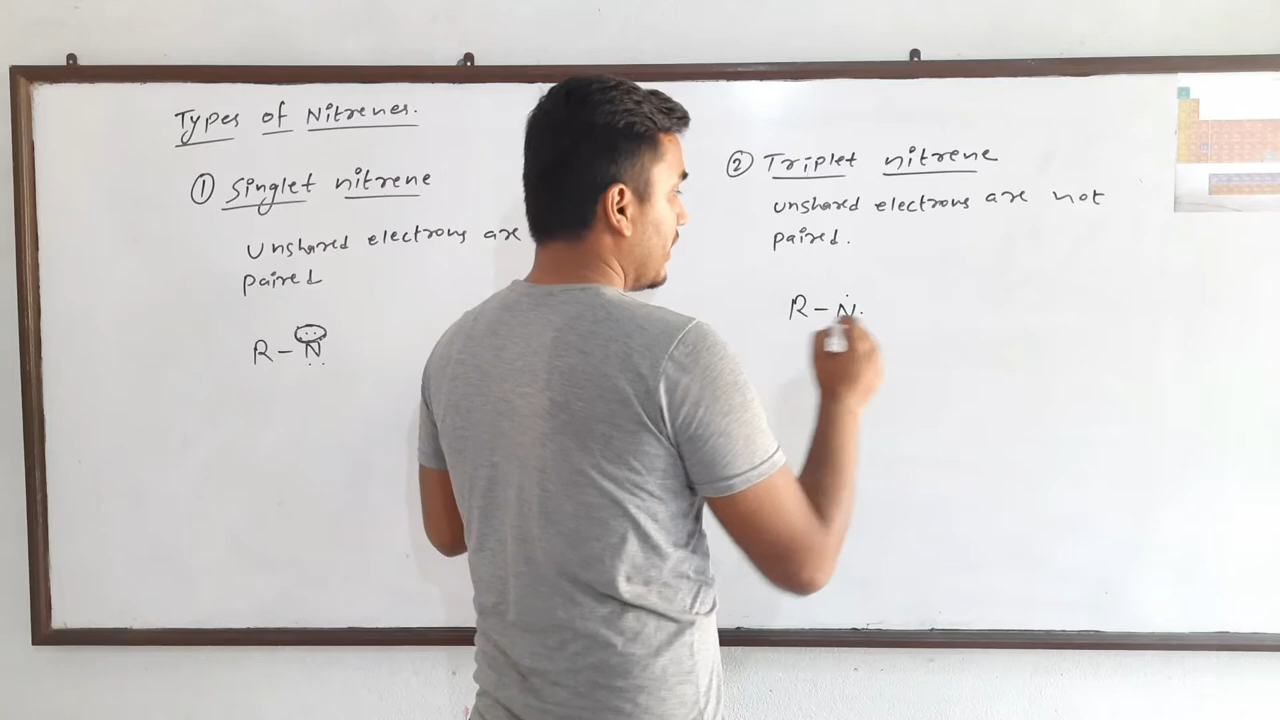 Types of Nitrenes.
① Singlet nitrene
Unshared electrons are
paired
R - N
② Triplet nitrene
unshared electrons are not
paired.
R - N